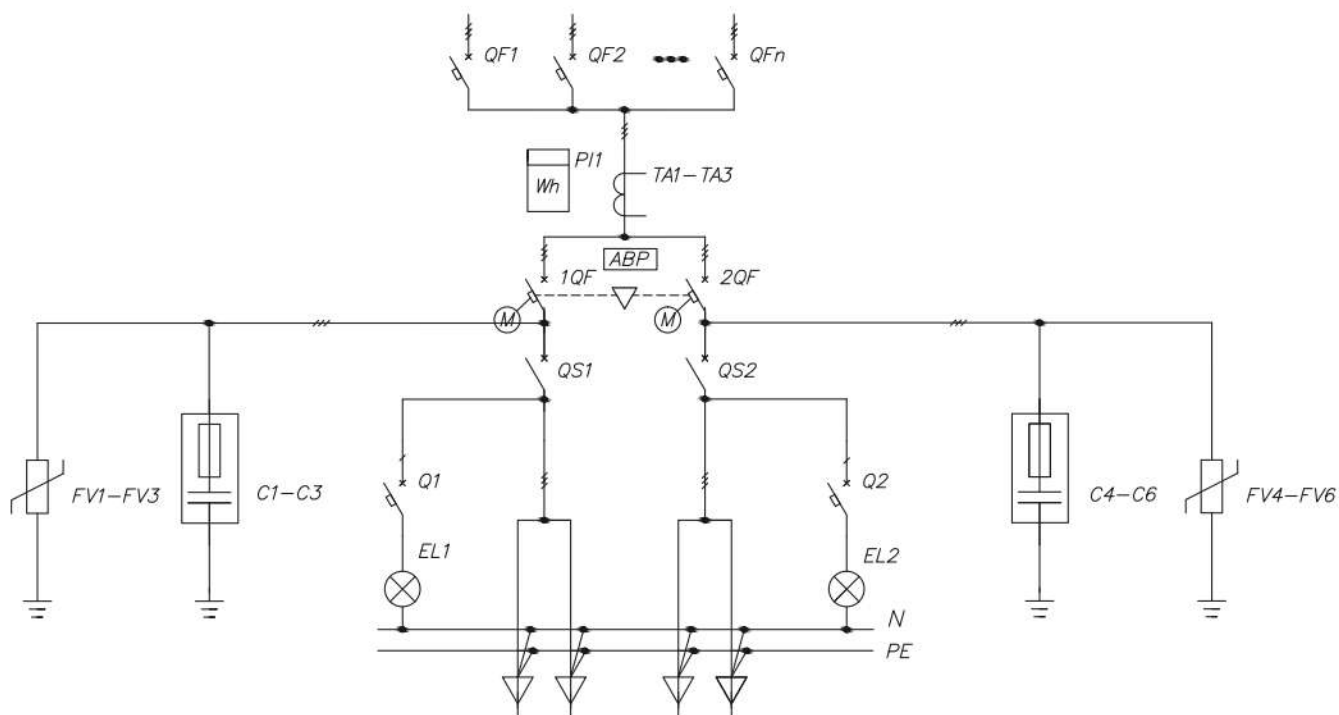 QF1
QF2
QFn
PI1
Wh
TA1–TA3
АВР
1QF
2QF
M
M
QS1
QS2
Q1
Q2
FV1–FV3
C1–C3
C4–C6
FV4–FV6
EL1
EL2
N
PE